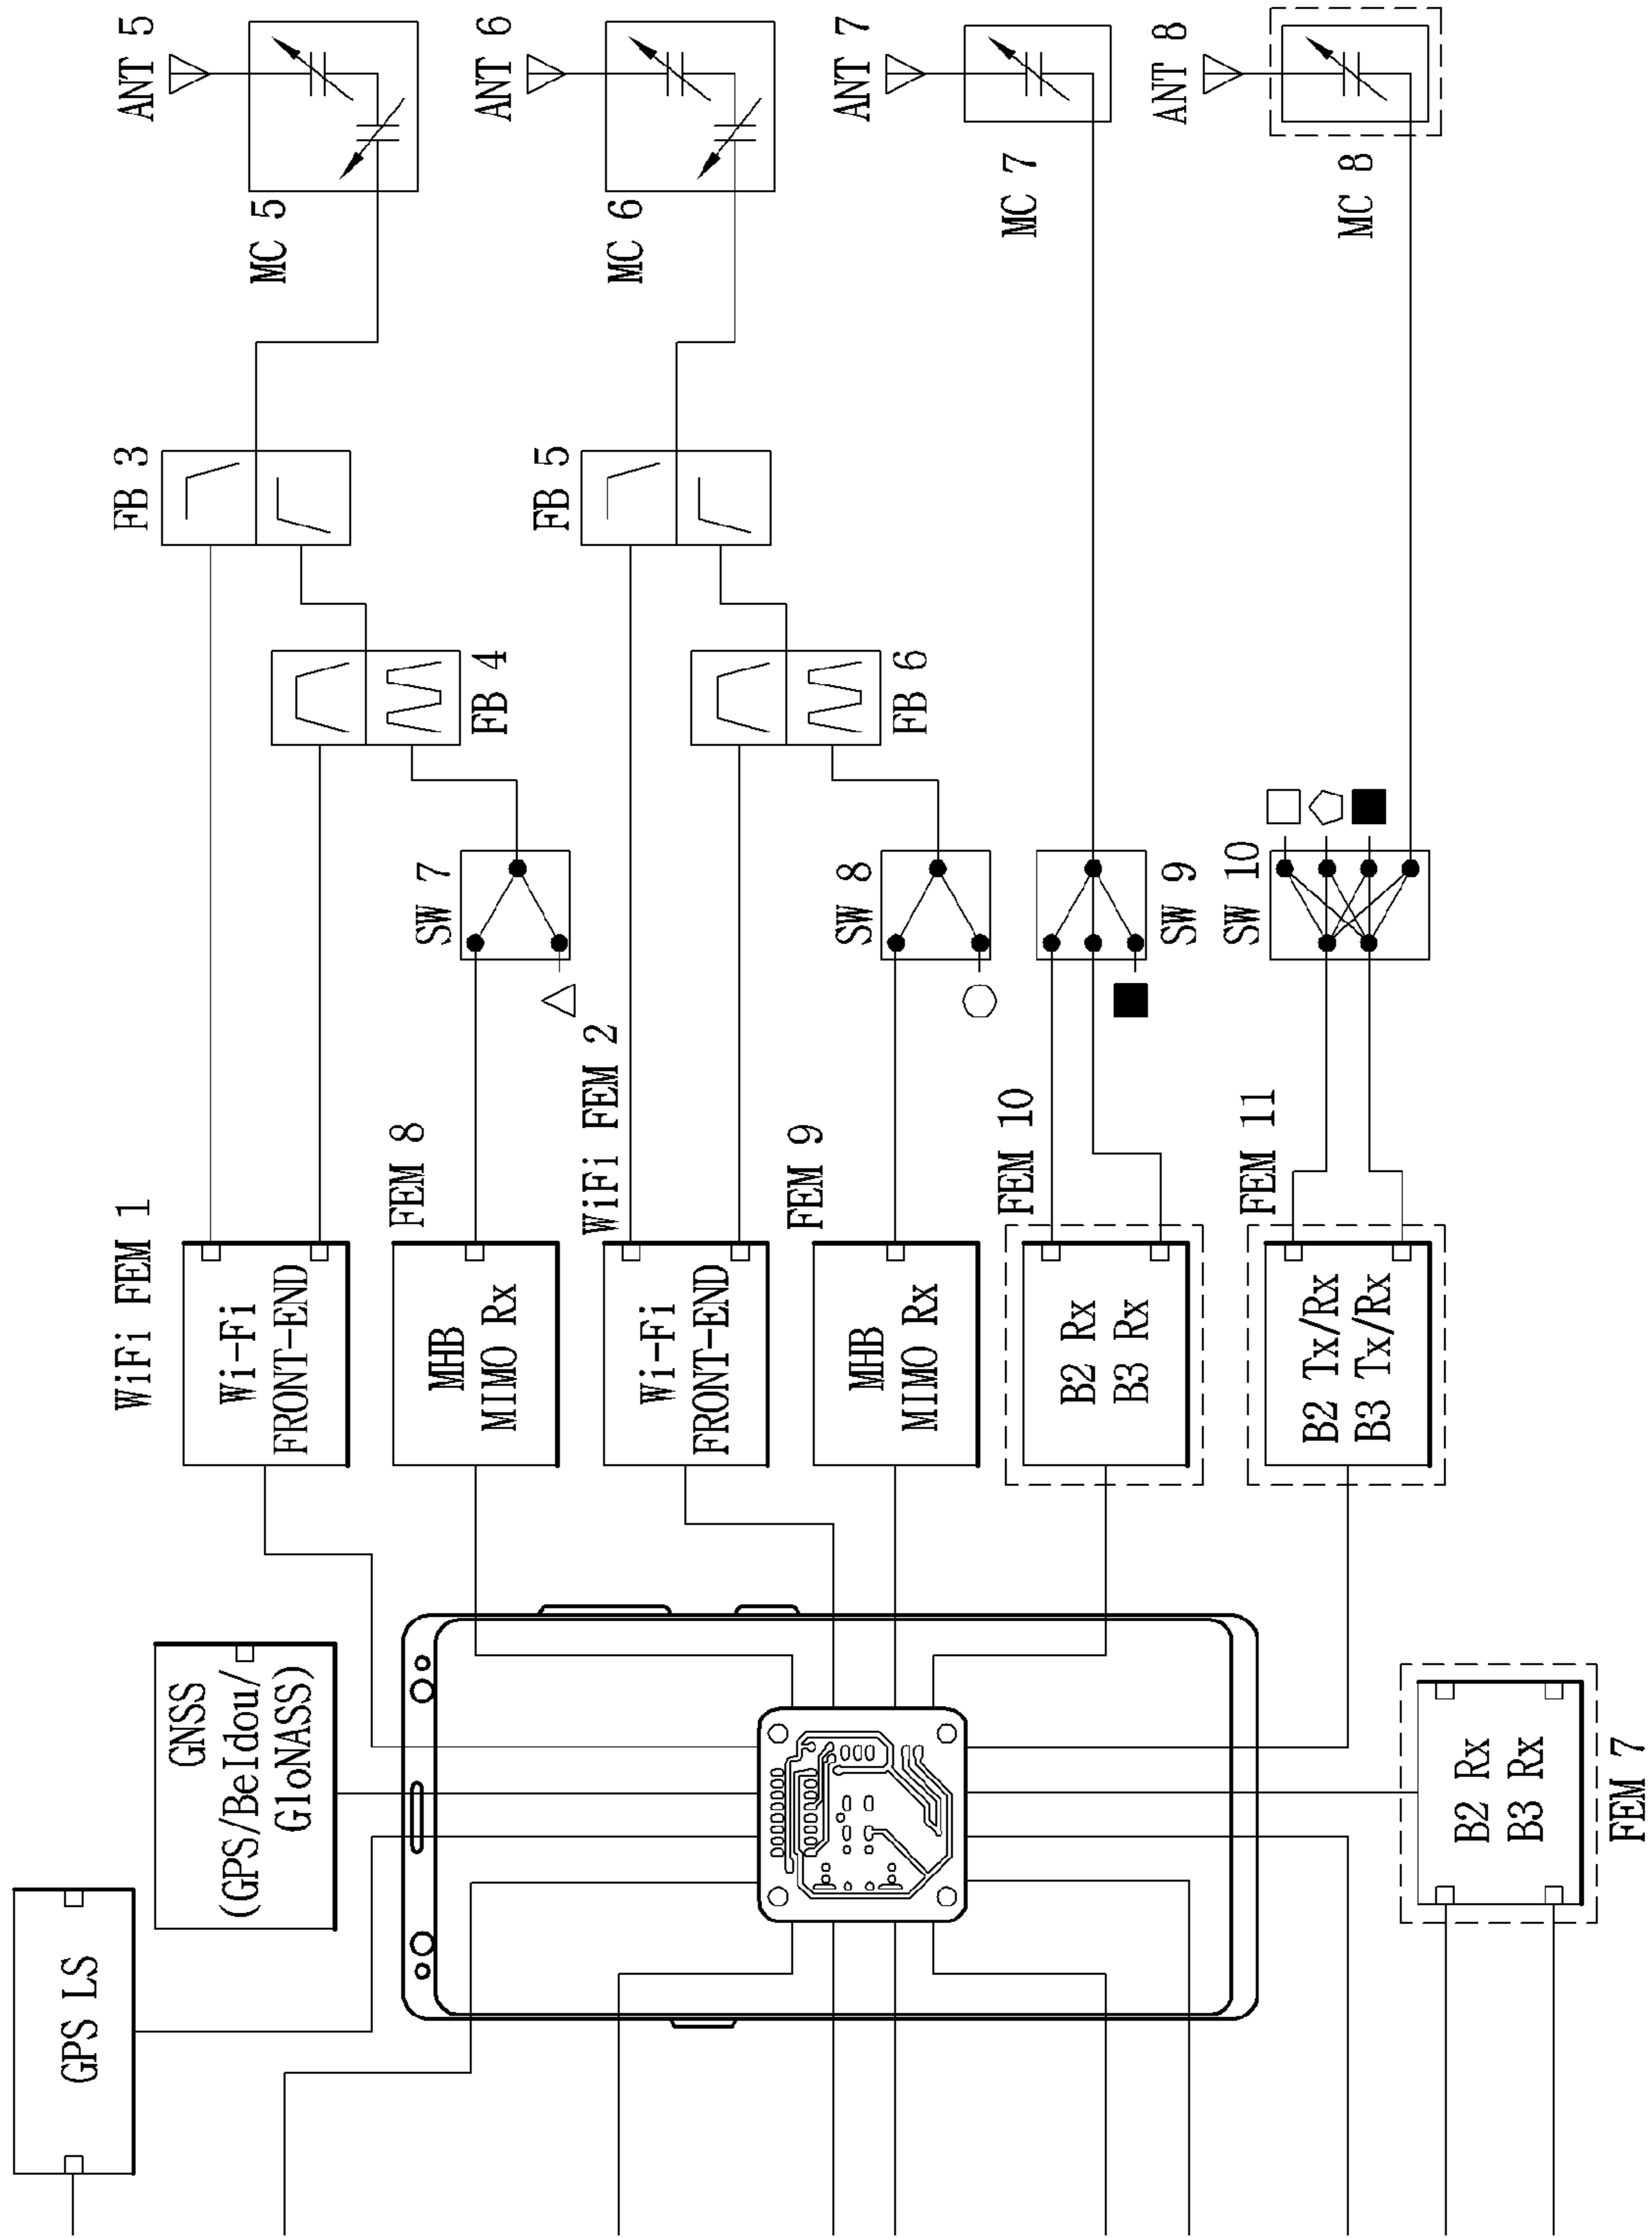 ANT 5
MC 5
ANT 6
MC 6
ANT 7
MC 7
ANT 8
MC 8
FB 3
FB 4
FB 5
FB 6
SW 7
SW 8
SW 9
SW 10
WiFi FEM 1
Wi-Fi
FRONT-END
FEM 8
MHB
MIMO Rx
WiFi FEM 2
Wi-Fi
FRONT-END
FEM 9
MHB
MIMO Rx
FEM 10
B2 Rx
B3 Rx
FEM 11
B2 Tx/Rx
B3 Tx/Rx
GNSS
(GPS/BeIdou/
GloNASS)
GPS LS
B2 Rx
B3 Rx
FEM 7